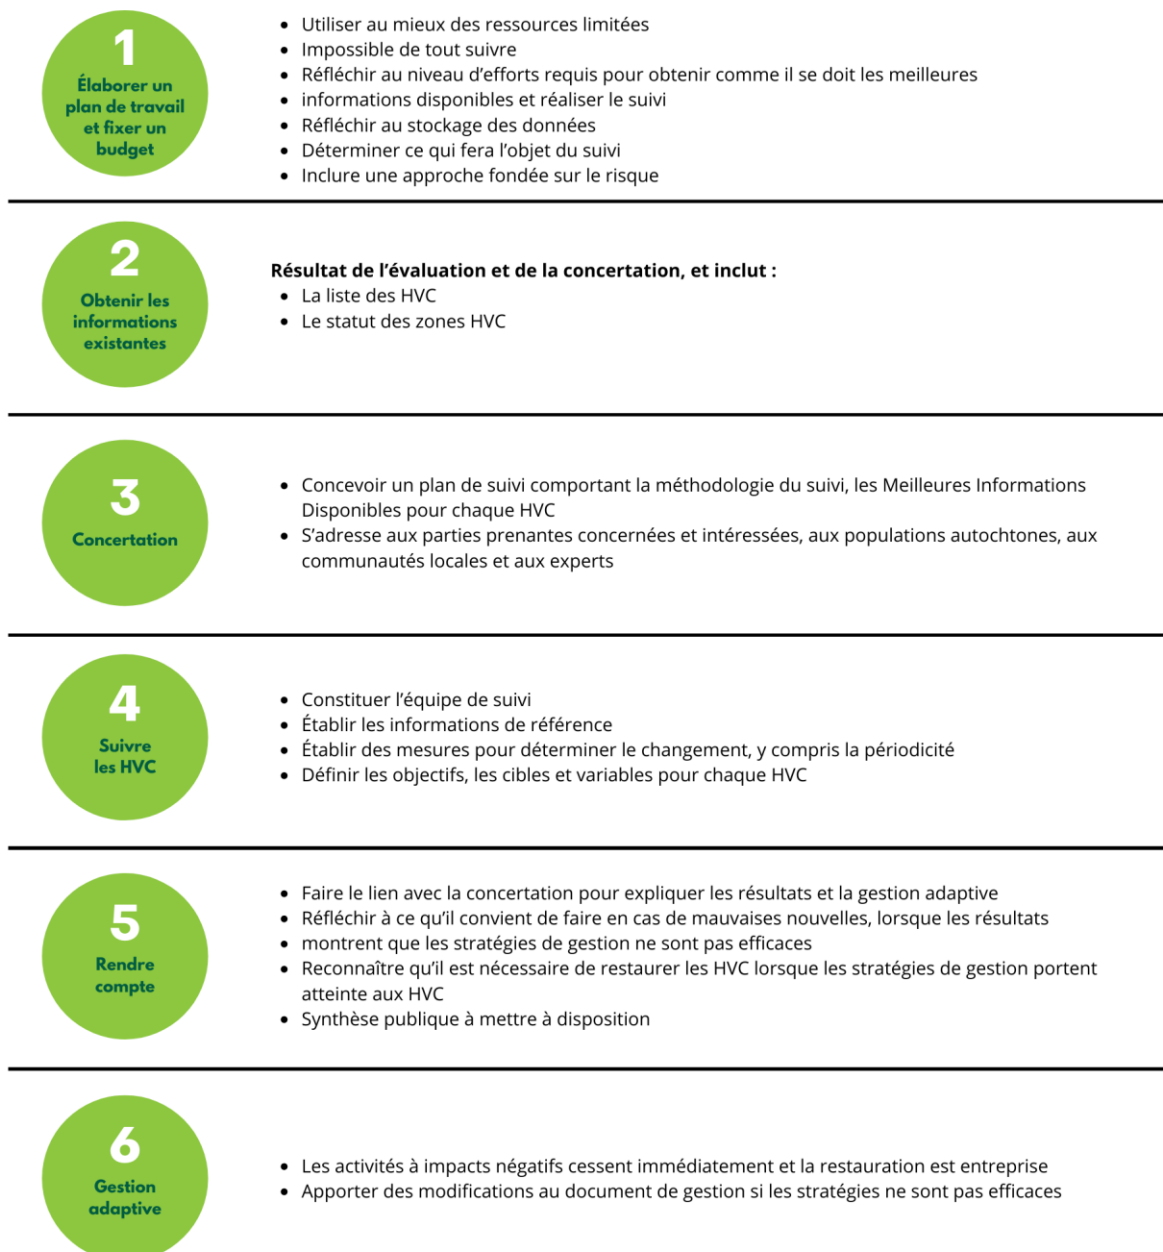 1
Élaborer un
plan de travail
et fixer un
budget
• Utiliser au mieux des ressources limitées
• Impossible de tout suivre
• Réfléchir au niveau d’efforts requis pour obtenir comme il se doit les meilleures
• informations disponibles et réaliser le suivi
• Réfléchir au stockage des données
• Déterminer ce qui fera l’objet du suivi
• Inclure une approche fondée sur le risque
2
Obtenir les
informations
existantes
Résultat de l’évaluation et de la concertation, et inclut :
• La liste des HVC
• Le statut des zones HVC
3
Concertation
• Concevoir un plan de suivi comportant la méthodologie du suivi, les Meilleures Informations
Disponibles pour chaque HVC
• S’adresse aux parties prenantes concernées et intéressées, aux populations autochtones, aux
communautés locales et aux experts
4
Suivre
les HVC
• Constituer l’équipe de suivi
• Établir les informations de référence
• Établir des mesures pour déterminer le changement, y compris la périodicité
• Définir les objectifs, les cibles et variables pour chaque HVC
5
Rendre
compte
• Faire le lien avec la concertation pour expliquer les résultats et la gestion adaptive
• Réfléchir à ce qu’il convient de faire en cas de mauvaises nouvelles, lorsque les résultats
• montrent que les stratégies de gestion ne sont pas efficaces
• Reconnaître qu’il est nécessaire de restaurer les HVC lorsque les stratégies de gestion portent
atteinte aux HVC
• Synthèse publique à mettre à disposition
6
Gestion
adaptive
• Les activités à impacts négatifs cessent immédiatement et la restauration est entreprise
• Apporter des modifications au document de gestion si les stratégies ne sont pas efficaces